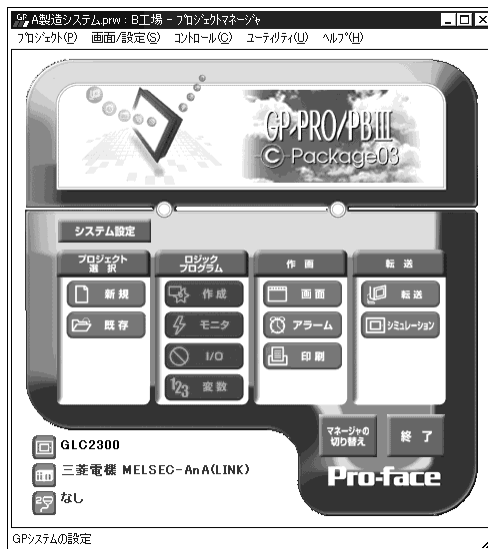 A製造システム.prw : B工場 - プロジェクトマネージャ
プロジェクト(P) 画面/設定(S) コントロール(C) ユーティリティ(U) ヘルプ(H)
GP-PRO/PBIII
C-Package03
システム設定
プロジェクト
選 択
ロジック
プログラム
作 画
転 送
新 規
作 成
画 面
転 送
既 存
モニタ
アラーム
シミュレーション
I/O
印 刷
123 変 数
マネージャの
切り替え
終 了
GLC2300
三菱電機 MELSEC-AnA(LINK)
なし
Pro-face
GPシステムの設定